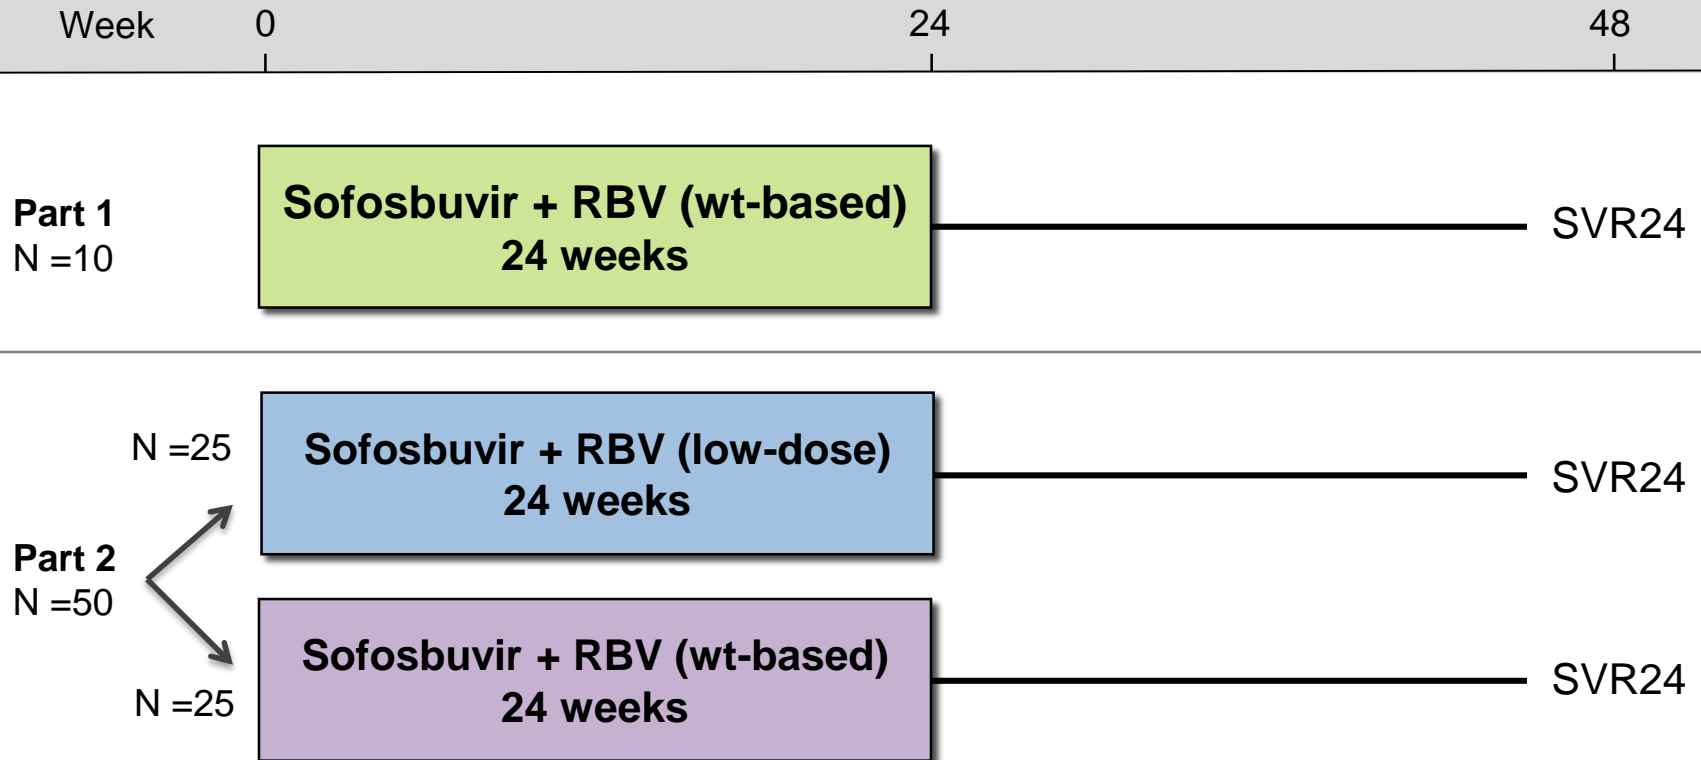 Week 0 24 48
Part 1
N =10
Sofosbuvir + RBV (wt-based)
24 weeks
SVR24
Part 2
N =50
N =25
Sofosbuvir + RBV (low-dose)
24 weeks
SVR24
N =25
Sofosbuvir + RBV (wt-based)
24 weeks
SVR24